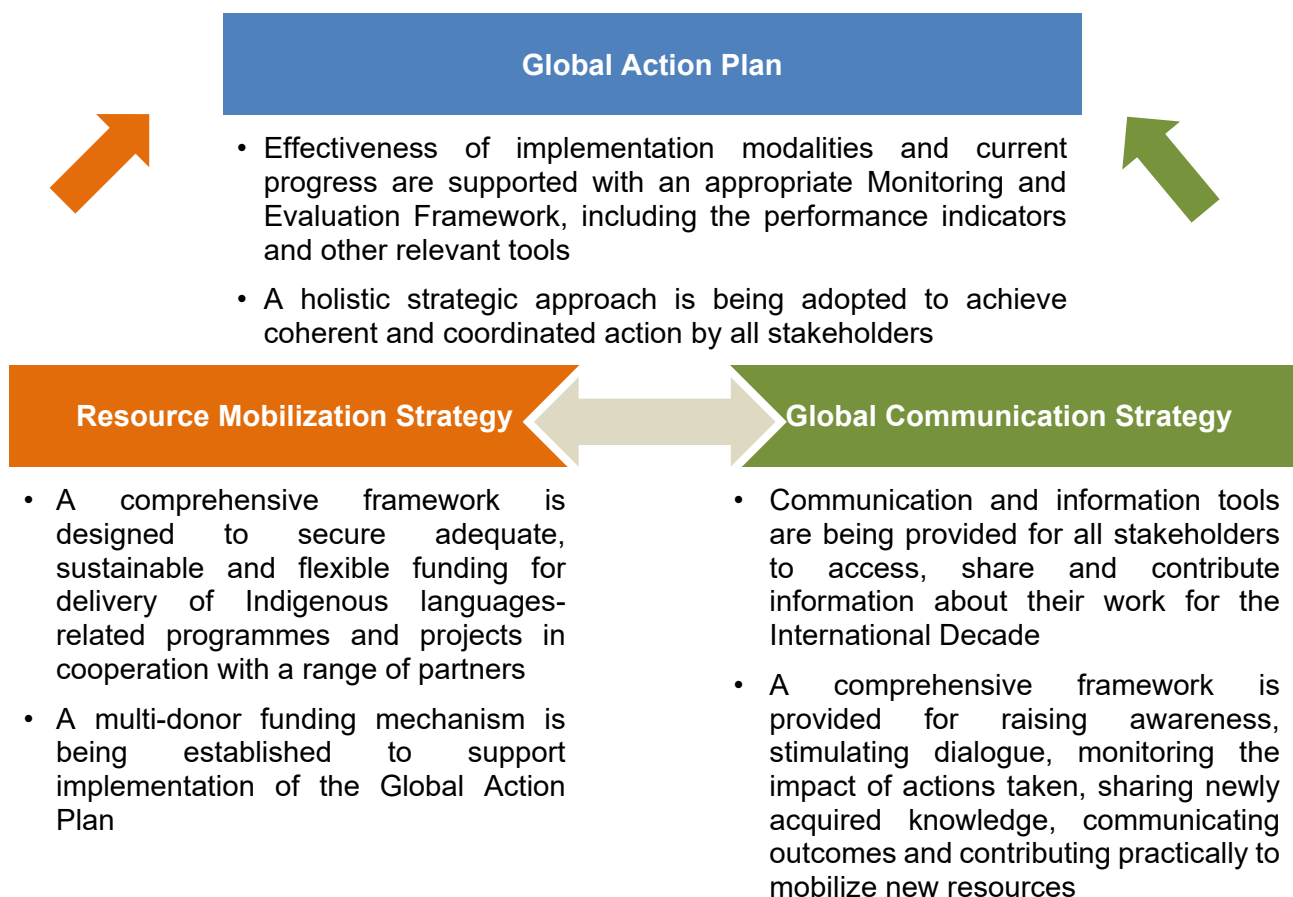 Global Action Plan
• Effectiveness of implementation modalities and current
progress are supported with an appropriate Monitoring and
Evaluation Framework, including the performance indicators
and other relevant tools
• A holistic strategic approach is being adopted to achieve
coherent and coordinated action by all stakeholders
Resource Mobilization Strategy
• A comprehensive framework is
designed to secure adequate,
sustainable and flexible funding for
delivery of Indigenous languages-
related programmes and projects in
cooperation with a range of partners
• A multi-donor funding mechanism is
being established to support
implementation of the Global Action
Plan
Global Communication Strategy
• Communication and information tools
are being provided for all stakeholders
to access, share and contribute
information about their work for the
International Decade
• A comprehensive framework is
provided for raising awareness,
stimulating dialogue, monitoring the
impact of actions taken, sharing newly
acquired knowledge, communicating
outcomes and contributing practically to
mobilize new resources